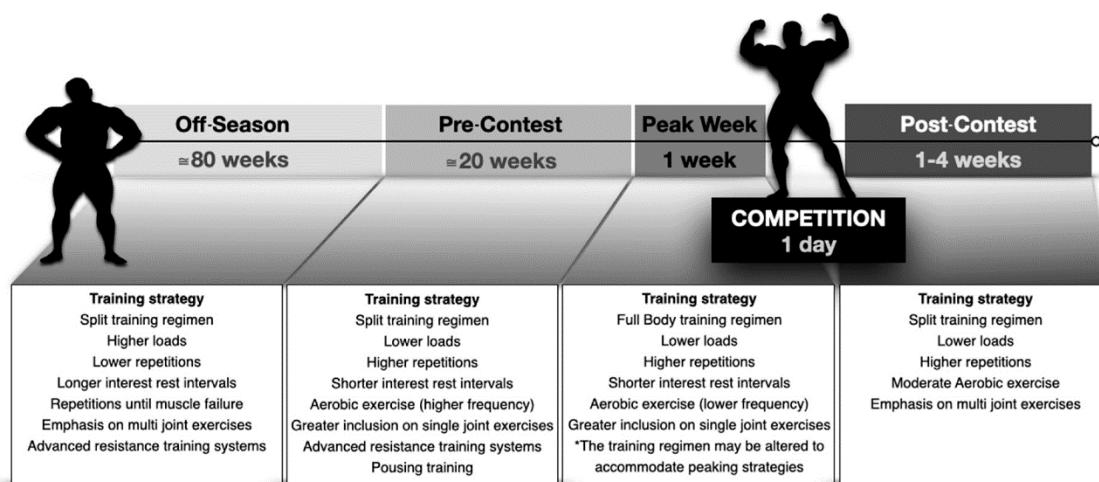 Off-Season
≅80 weeks
Pre-Contest
≅20 weeks
Peak Week
1 week
Post-Contest
1-4 weeks
COMPETITION
1 day
Training strategy
Split training regimen
Higher loads
Lower repetitions
Longer interest rest intervals
Repetitions until muscle failure
Emphasis on multi joint exercises
Advanced resistance training systems
Training strategy
Split training regimen
Lower loads
Higher repetitions
Shorter interest rest intervals
Aerobic exercise (higher frequency)
Greater inclusion on single joint exercises
Advanced resistance training systems
Pousing training
Training strategy
Full Body training regimen
Lower loads
Higher repetitions
Shorter interest rest intervals
Aerobic exercise (lower frequency)
Greater inclusion on single joint exercises
*The training regimen may be altered to
accommodate peaking strategies
Training strategy
Split training regimen
Lower loads
Higher repetitions
Moderate Aerobic exercise
Emphasis on multi joint exercises